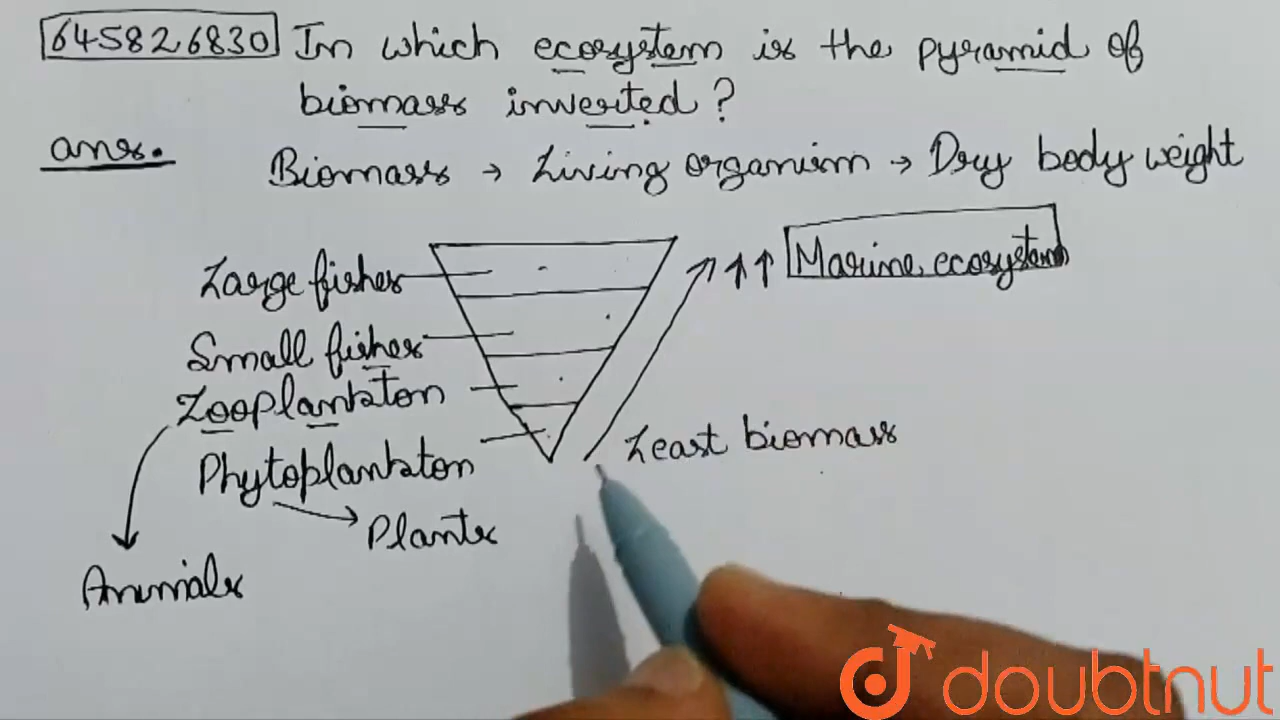 645826830 In which ecosystem is the pyramid of
biomass inverted?
ans.
Biomass → Living organism → Dry body weight
Marine ecosystem
Large fishes
Small fishes
Zooplankton
Phytoplankton
Least biomass
Plants
Animals
doubtnut